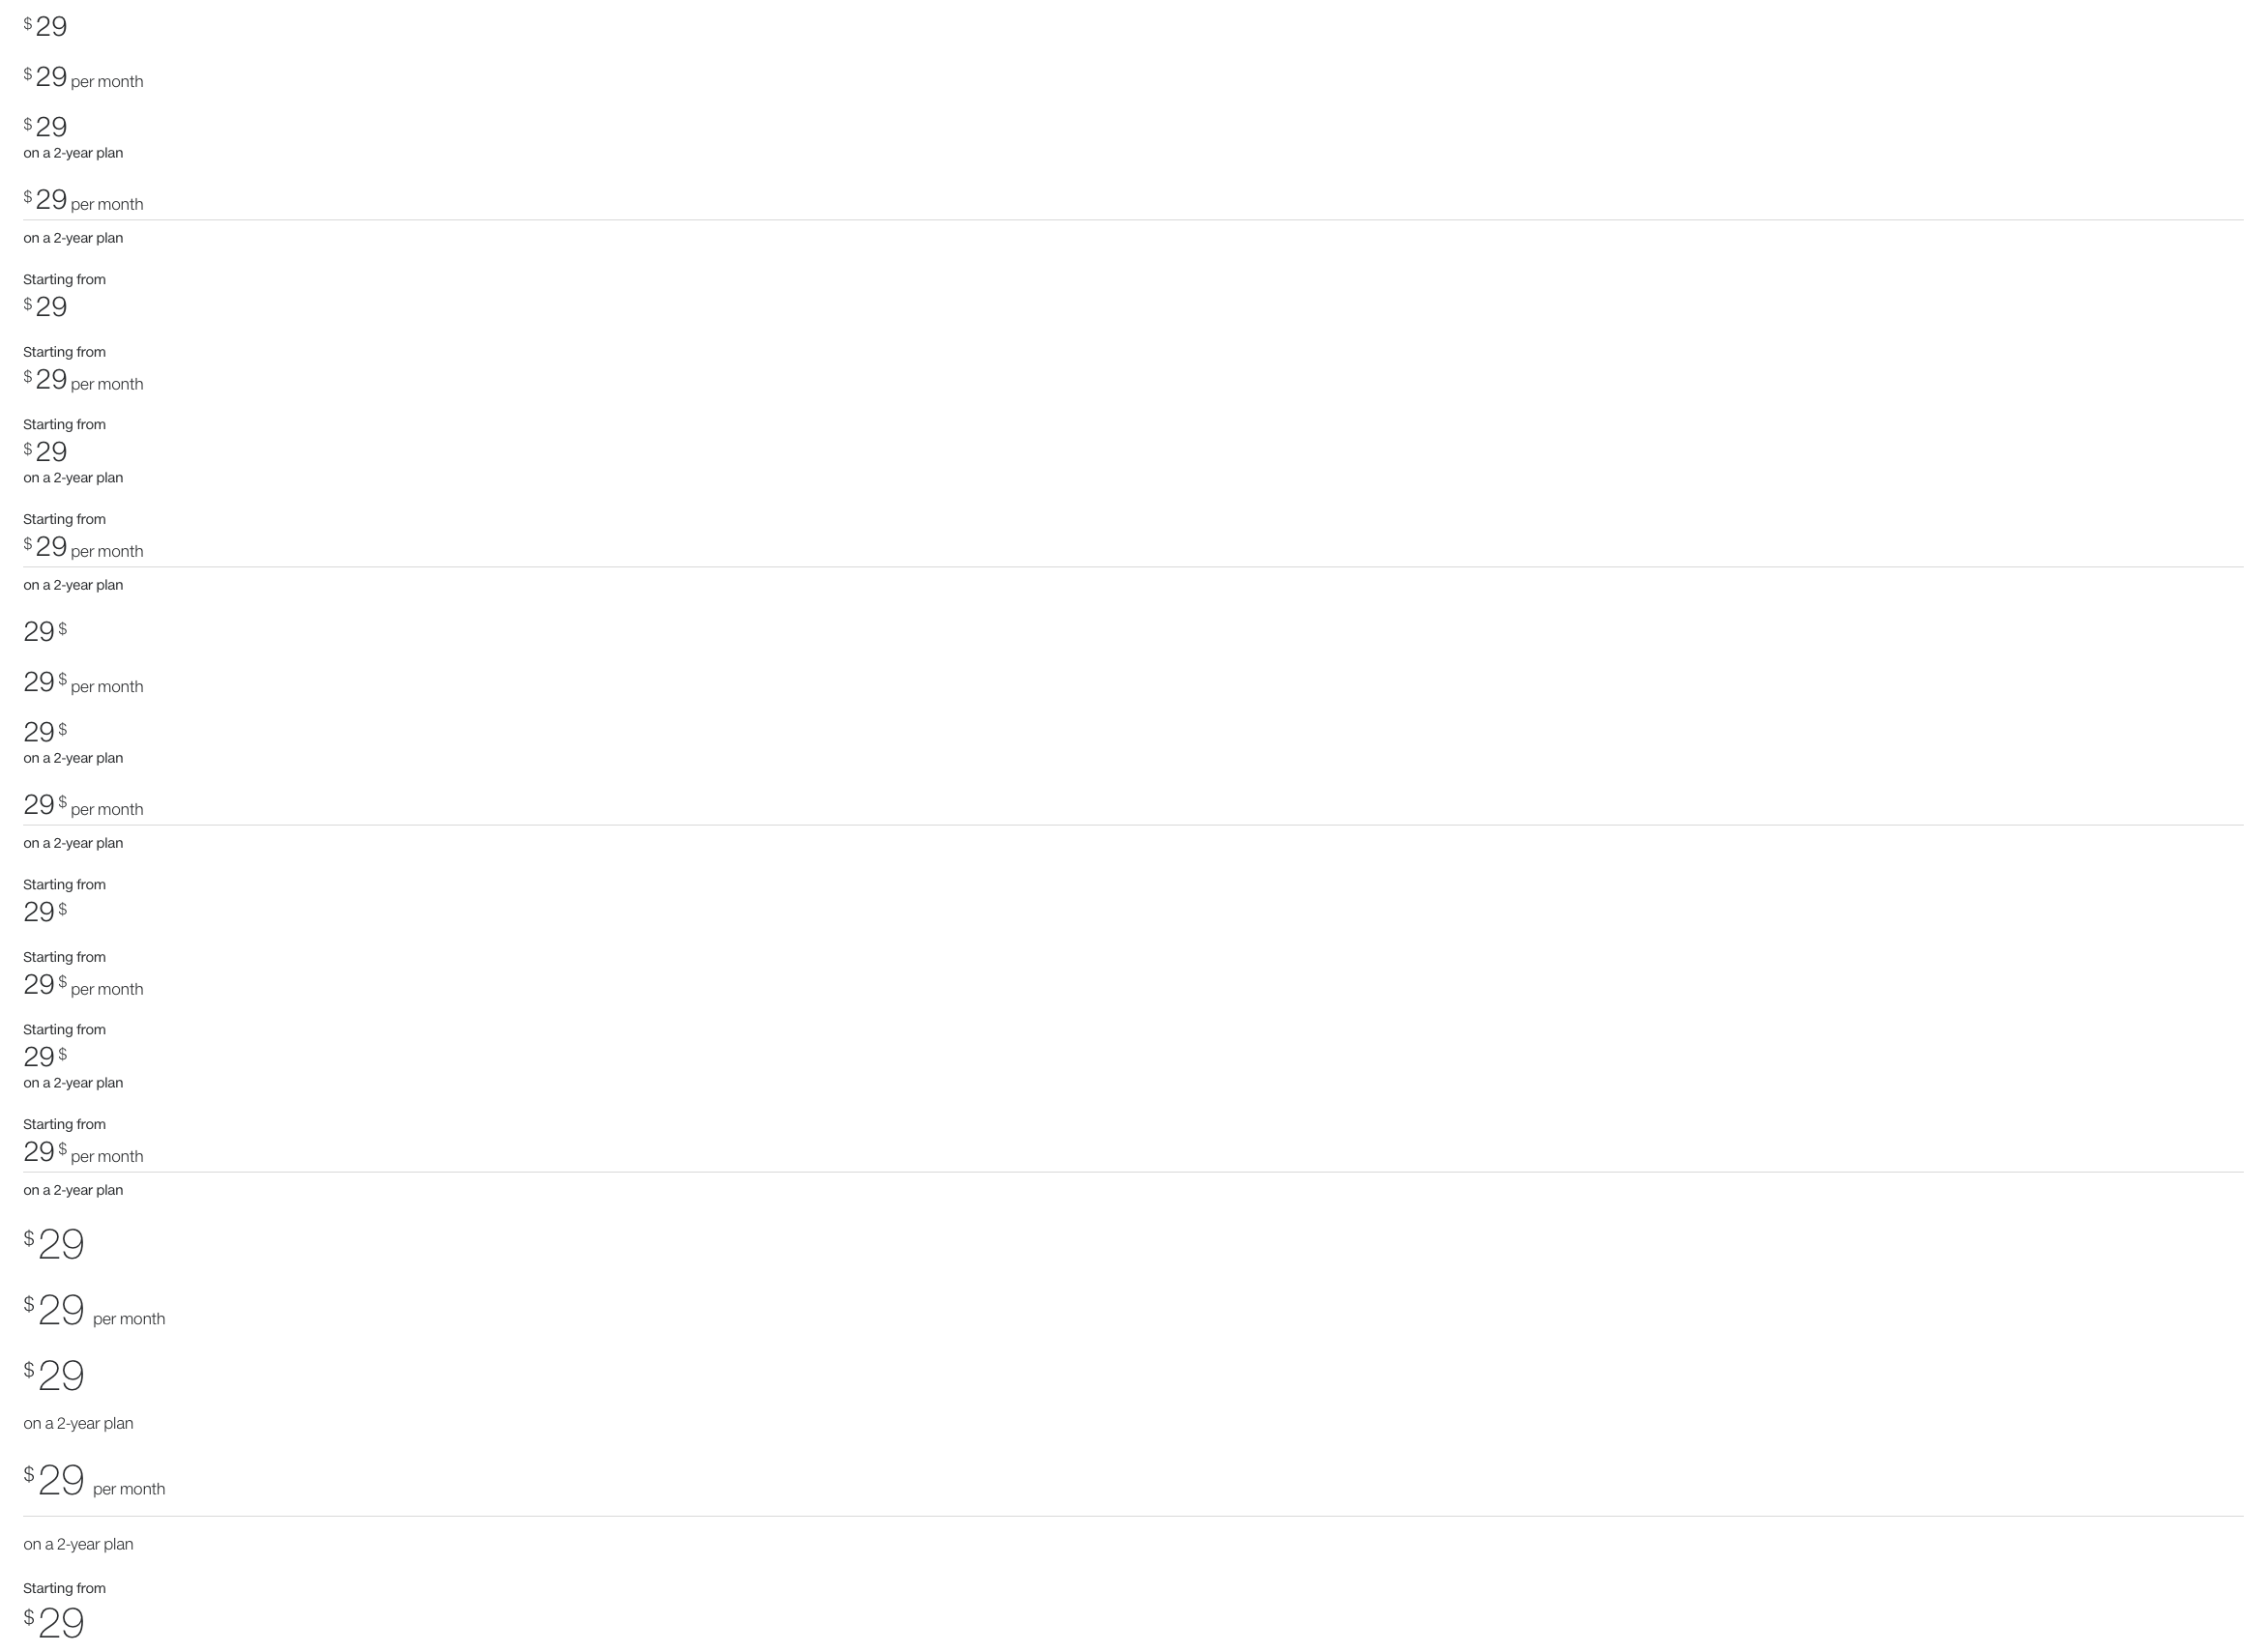 $29
$29 per month
$29
on a 2-year plan
$29 per month
on a 2-year plan
Starting from
$29
Starting from
$29 per month
Starting from
$29
on a 2-year plan
Starting from
$29 per month
on a 2-year plan
29 $
29 $ per month
29 $
on a 2-year plan
29 $ per month
on a 2-year plan
Starting from
29 $
Starting from
29 $ per month
Starting from
29 $
on a 2-year plan
Starting from
29 $ per month
on a 2-year plan
$29
$29 per month
$29
on a 2-year plan
$29 per month
on a 2-year plan
Starting from
$29